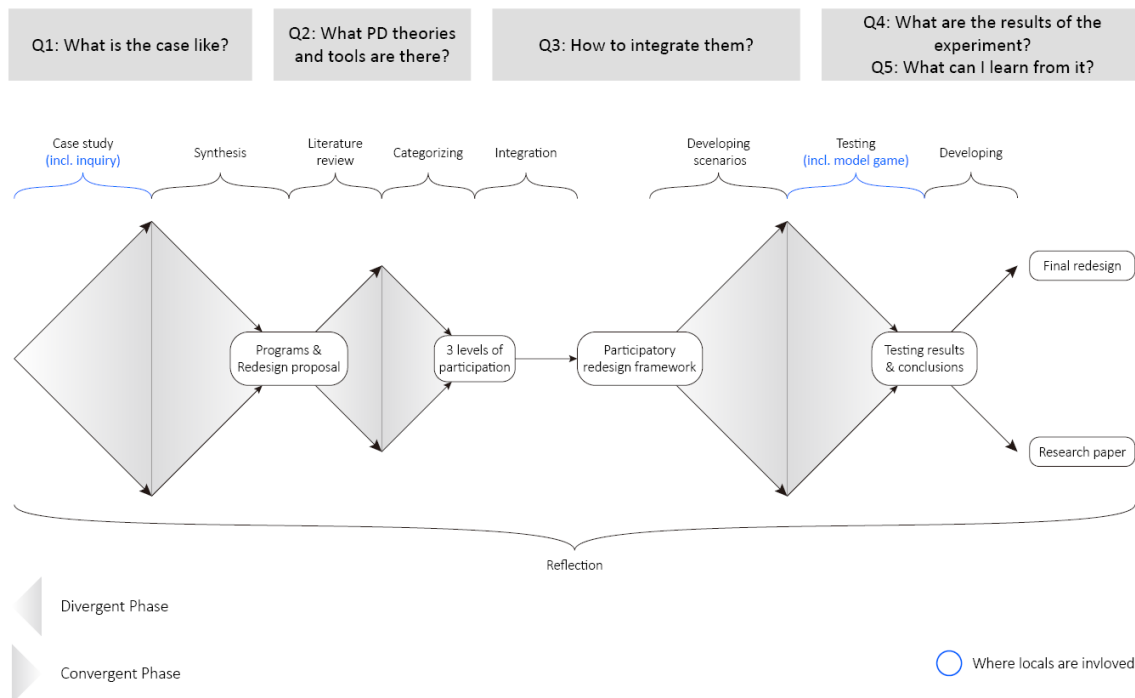 Q1: What is the case like?
Q2: What PD theories
and tools are there?
Q3: How to integrate them?
Q4: What are the results of the
experiment?
Q5: What can I learn from it?
Case study
(incl. inquiry)
Synthesis
Literature
review
Categorizing
Integration
Developing
scenarios
Testing
(incl. model game)
Developing
Programs &
Redesign proposal
3 levels of
participation
Participatory
redesign framework
Testing results
& conclusions
Final redesign
Research paper
Reflection
Divergent Phase
Convergent Phase
Where locals are invloved